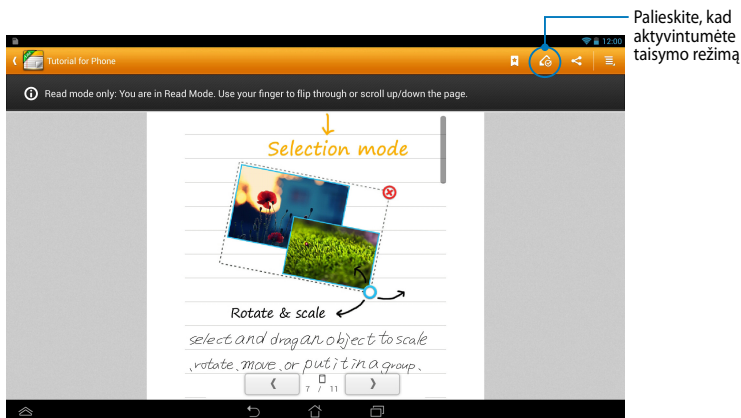 Palieskite, kad
aktyvintumėte
taisymo režimą
12:00
Tutorial for Phone
Read mode only: You are in Read Mode. Use your finger to flip through or scroll up/down the page.
Selection mode
Rotate & scale
select and drag an object to scale
, rotate, move, or put it in a group.
7 / 11